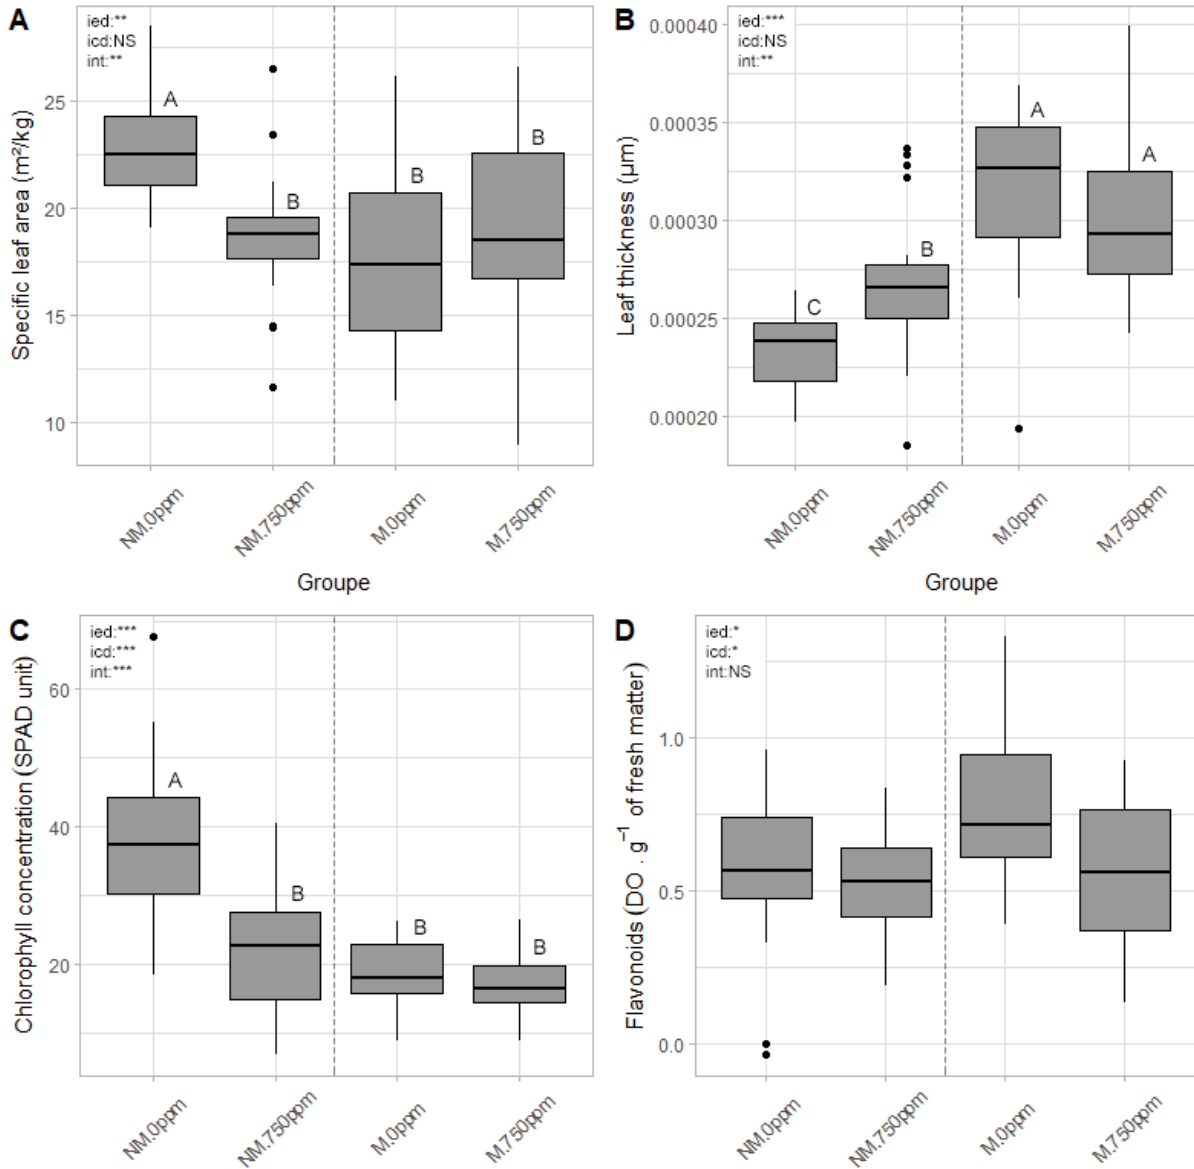 A
ied:**
icd:NS
int:**
Specific leaf area (m²/kg)
25
20
15
10
A
B
B
B
NM.0ppm
NM.750ppm
M.0ppm
M.750ppm
Groupe
B
ied:***
icd:NS
int:**
Leaf thickness (µm)
0.00040
0.00035
0.00030
0.00025
0.00020
C
B
A
A
NM.0ppm
NM.750ppm
M.0ppm
M.750ppm
Groupe
C
ied:***
icd:***
int:***
Chlorophyll concentration (SPAD unit)
60
40
20
A
B
B
B
NM.0ppm
NM.750ppm
M.0ppm
M.750ppm
D
ied:*
icd:*
int:NS
Flavonoids (DO . g⁻¹ of fresh matter)
1.0
0.5
0.0
NM.0ppm
NM.750ppm
M.0ppm
M.750ppm